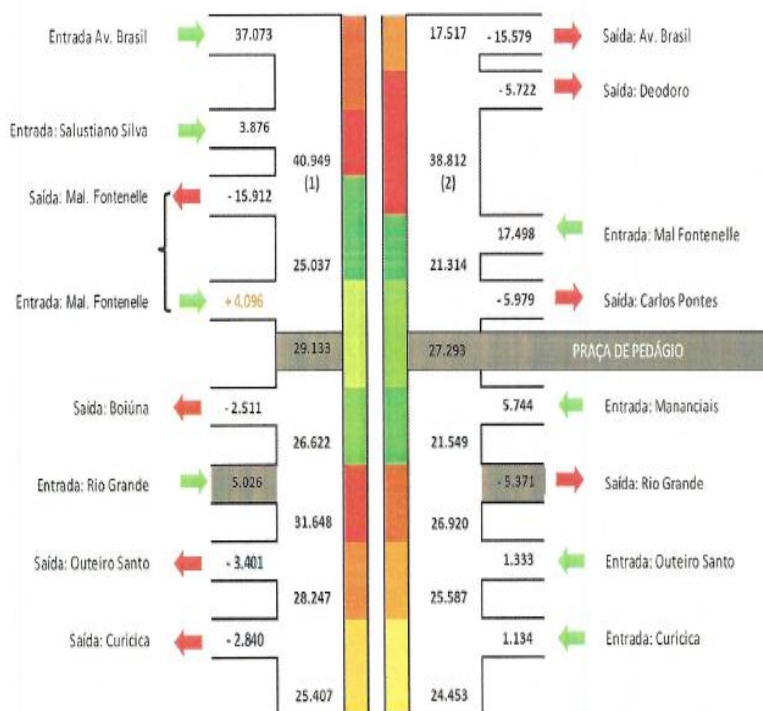 Entrada Av. Brasil 37.073 17.517 - 15.579 Saída: Av. Brasil
- 5.722 Saída: Deodoro
Entrada: Salustiano Silva 3.876
40.949 38.812
(1) (2)
Saída: Mal. Fontenelle - 15.912
17.498 Entrada: Mal Fontenelle
25.037 21.314
Entrada: Mal. Fontenelle + 4.096 - 5.979 Saída: Carlos Pontes
29.133 27.293 PRAÇA DE PEDÁGIO
Saída: Boiúna - 2.511 5.744 Entrada: Mananciais
26.622 21.549
Entrada: Rio Grande 5.026 - 5.371 Saída: Rio Grande
31.648 26.920
Saída: Outeiro Santo - 3.401 1.333 Entrada: Outeiro Santo
28.247 25.587
Saída: Curicica - 2.840 1.134 Entrada: Curicica
25.407 24.453